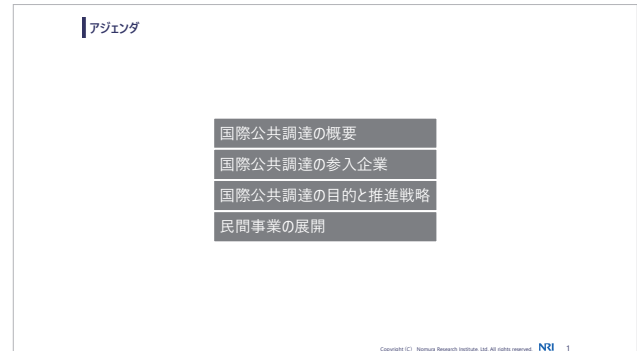 アジェンダ
国際公共調達の概要
国際公共調達の参入企業
国際公共調達の目的と推進戦略
民間事業の展開
Copyright (C) Nomura Research Institute, Ltd. All rights reserved. NRI 1